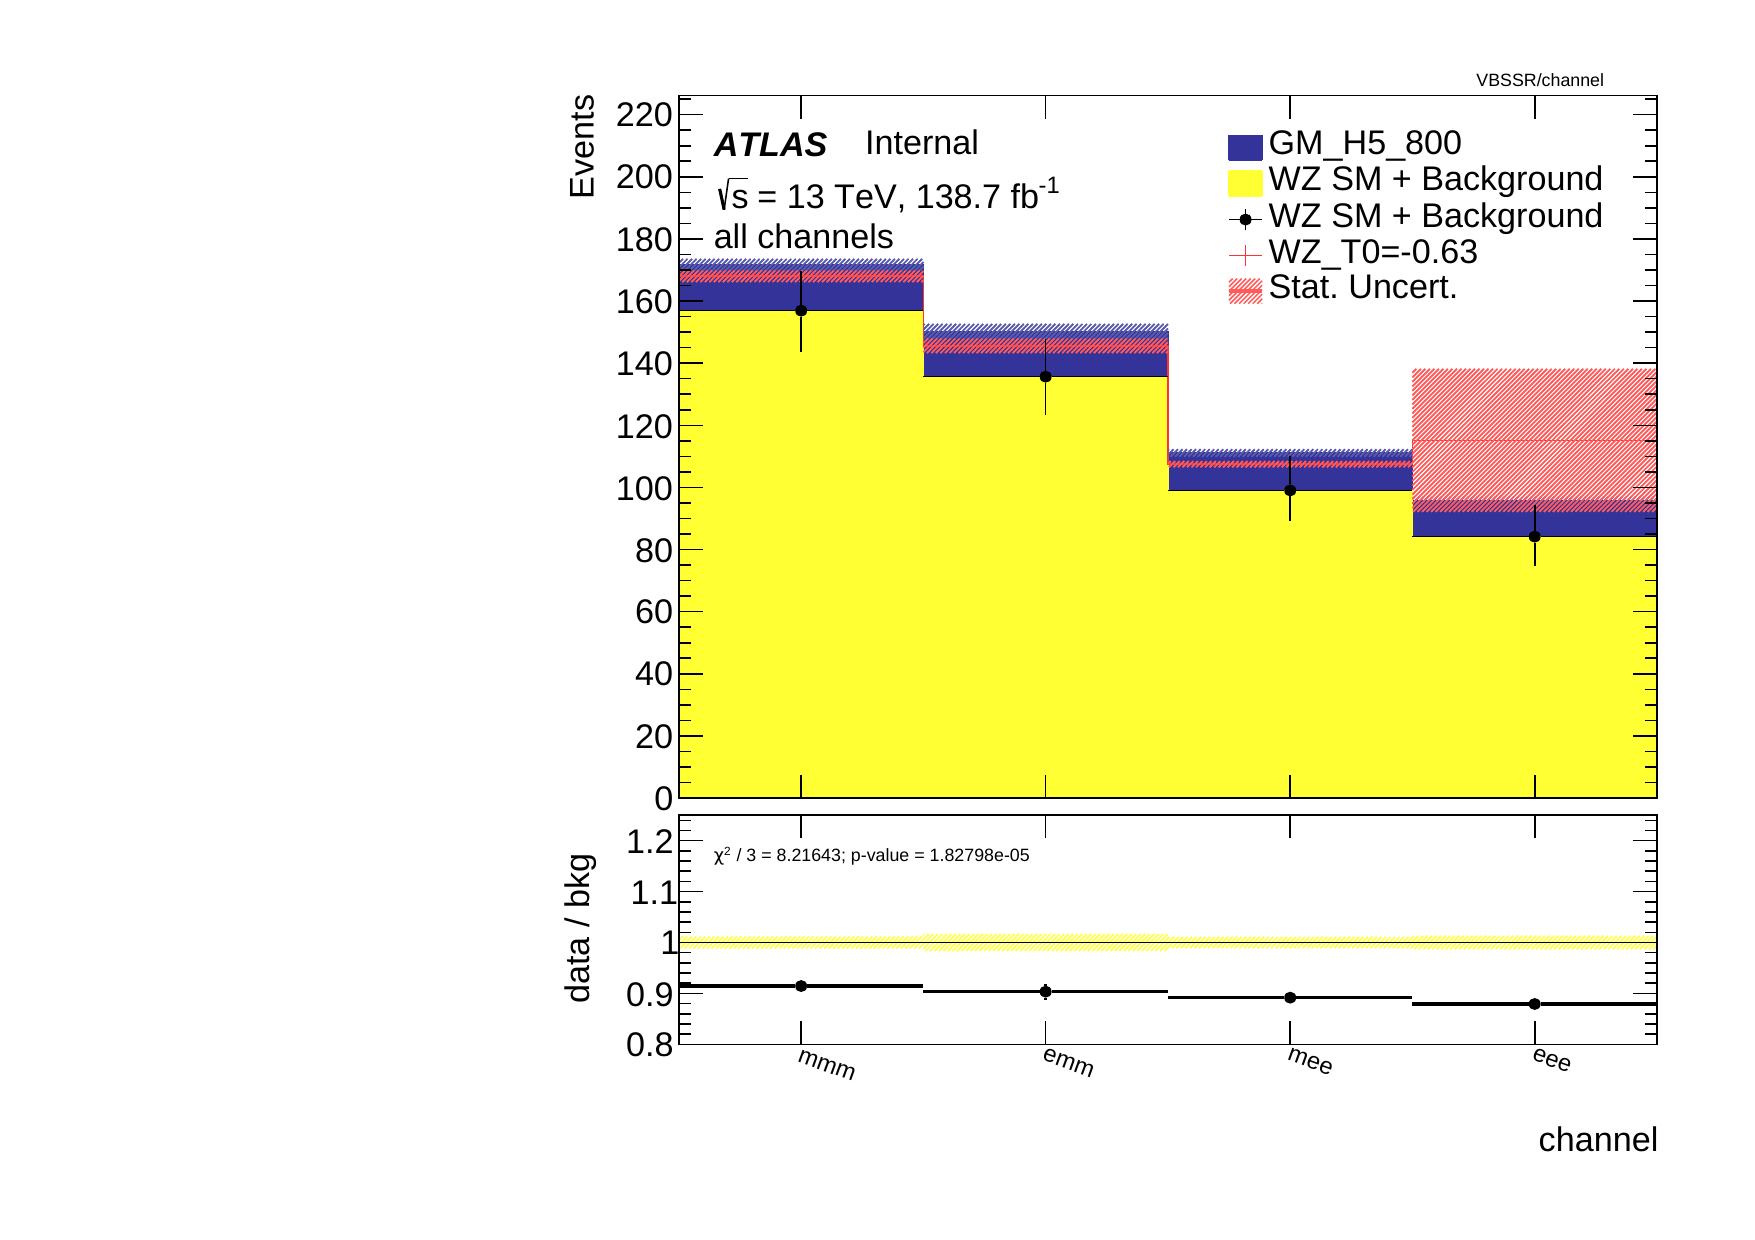 VBSSR/channel
Events
220
200
180
160
140
120
100
80
60
40
20
0
ATLAS Internal
√s = 13 TeV, 138.7 fb⁻¹
all channels
GM_H5_800
WZ SM + Background
WZ SM + Background
WZ_T0=-0.63
Stat. Uncert.
data / bkg
1.2
1.1
1
0.9
0.8
χ² / 3 = 8.21643; p-value = 1.82798e-05
mmm
emm
mee
eee
channel